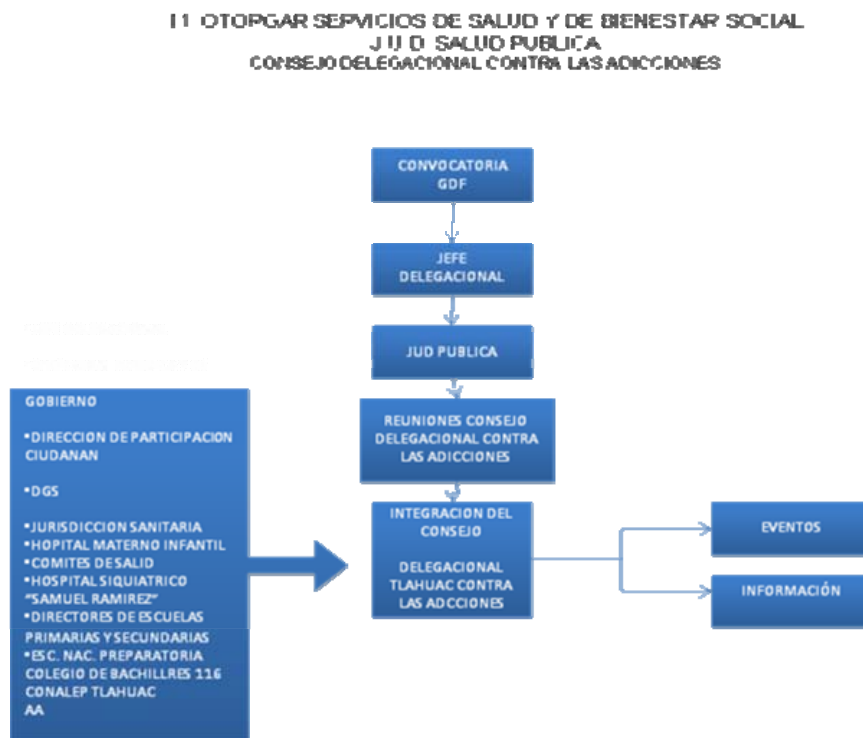 11 OTOPGAR SERVICIOS DE SALUD Y DE BIENESTAR SOCIAL
J U D SALUD PUBLICA
CONSEJO DELEGACIONAL CONTRA LAS ADICCIONES
CONVOCATORIA
GDF
JEFE
DELEGACIONAL
JUD PUBLICA
REUNIONES CONSEJO
DELEGACIONAL CONTRA
LAS ADICCIONES
INTEGRACION DEL
CONSEJO
DELEGACIONAL
TLAHUAC CONTRA
LAS ADCCIONES
GOBIERNO
•DIRECCION DE PARTICIPACION
CIUDANAN
•DGS
•JURISDICCION SANITARIA
•HOPITAL MATERNO INFANTIL
•COMITES DE SALID
•HOSPITAL SIQUIATRICO
"SAMUEL RAMIREZ"
•DIRECTORES DE ESCUELAS
PRIMARIAS Y SECUNDARIAS
•ESC. NAC. PREPARATORIA
COLEGIO DE BACHILLRES 116
CONALEP TLAHUAC
AA
EVENTOS
INFORMACIÓN